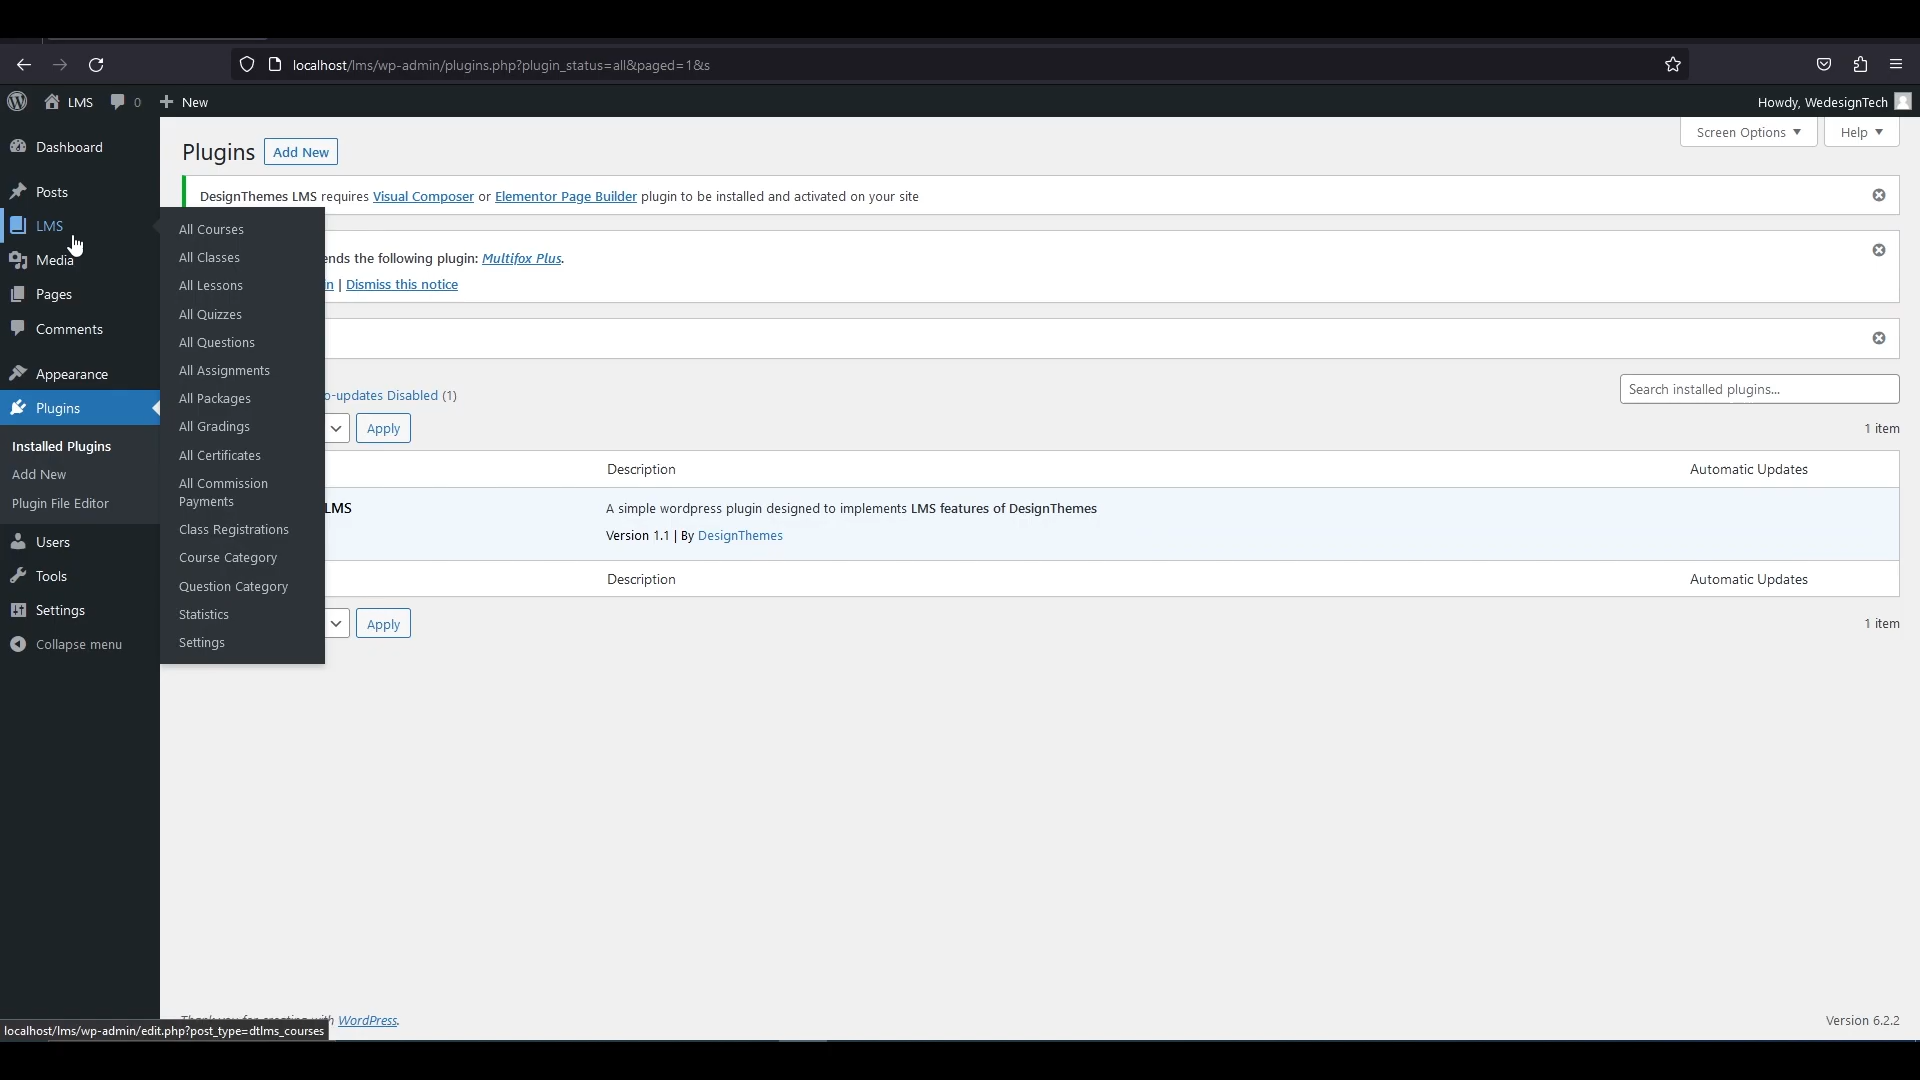 localhost/lms/wp-admin/plugins.php?plugin_status=all&paged=1&s
LMS 0 New
Howdy, WedesignTech
Dashboard
Posts
LMS
Media
Pages
Comments
Appearance
Plugins
Installed Plugins
Add New
Plugin File Editor
Users
Tools
Settings
Collapse menu
All Courses
All Classes
All Lessons
All Quizzes
All Questions
All Assignments
All Packages
All Gradings
All Certificates
All Commission
Payments
Class Registrations
Course Category
Question Category
Statistics
Settings
Screen Options
Help
Plugins Add New
DesignThemes LMS requires Visual Composer or Elementor Page Builder plugin to be installed and activated on your site
the following plugin: Multifox Plus.
| Dismiss this notice
Disabled (1)
Search installed plugins...
Apply
1 item
Description Automatic Updates
LMS
A simple wordpress plugin designed to implements LMS features of DesignThemes
Version 1.1 | By DesignThemes
Description Automatic Updates
Apply
1 item
WordPress.
Version 6.2.2
localhost/lms/wp-admin/edit.php?post_type=dtlms_courses